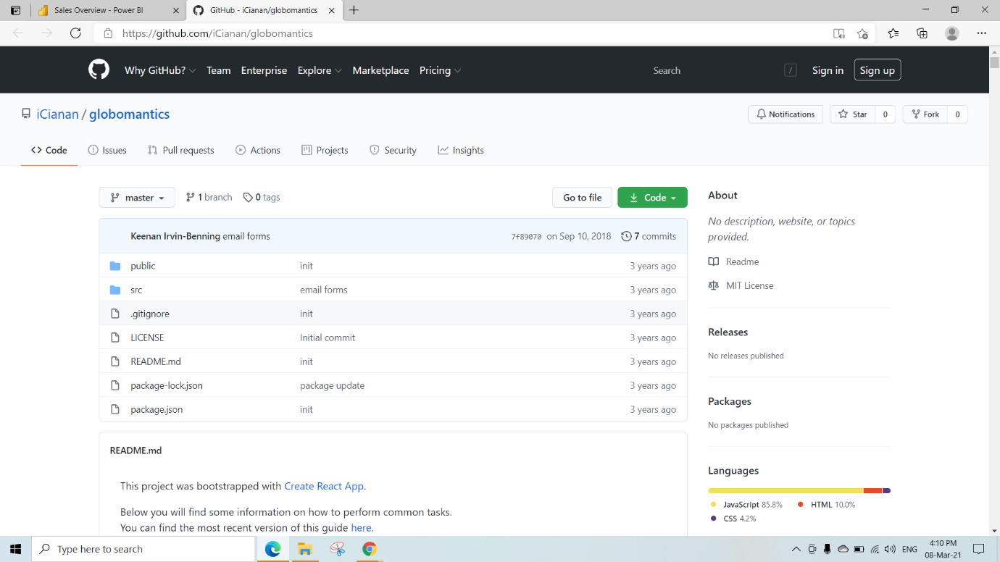 Sales Overview - Power BI
GitHub - iCianan/globomantics
https://github.com/iCianan/globomantics
Why GitHub? Team Enterprise Explore Marketplace Pricing Search / Sign in Sign up
iCianan / globomantics
Notifications Star 0 Fork 0
Code Issues Pull requests Actions Projects Security Insights
master 1 branch 0 tags Go to file Code
Keenan Irvin-Benning email forms 7f89070 on Sep 10, 2018 7 commits
public init 3 years ago
src email forms 3 years ago
.gitignore init 3 years ago
LICENSE Initial commit 3 years ago
README.md init 3 years ago
package-lock.json package update 3 years ago
package.json init 3 years ago
README.md
This project was bootstrapped with Create React App.
Below you will find some information on how to perform common tasks.
You can find the most recent version of this guide here.
About
No description, website, or topics
provided.
Readme
MIT License
Releases
No releases published
Packages
No packages published
Languages
JavaScript 85.8% HTML 10.0%
CSS 4.2%
Type here to search
ENG
4:10 PM
08-Mar-21